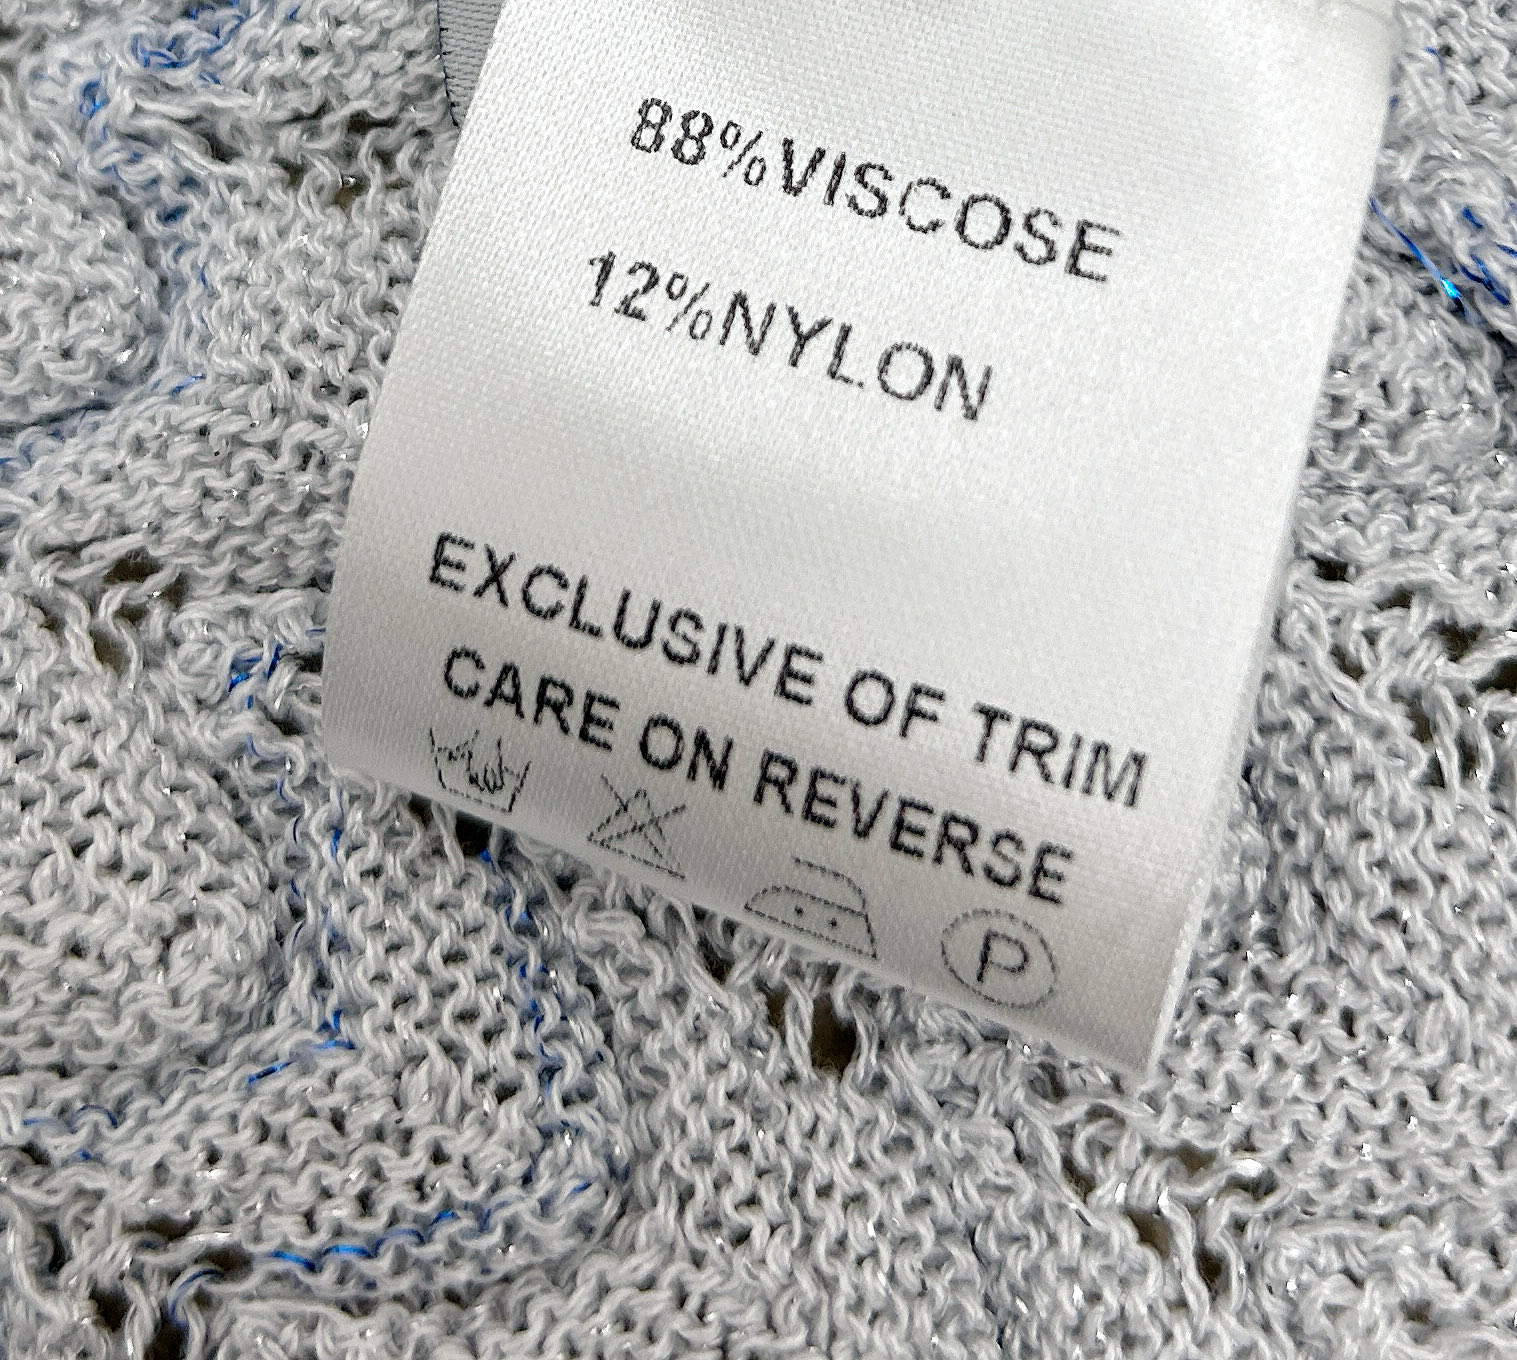 88%VISCOSE
12%NYLON
EXCLUSIVE OF TRIM
CARE ON REVERSE
P